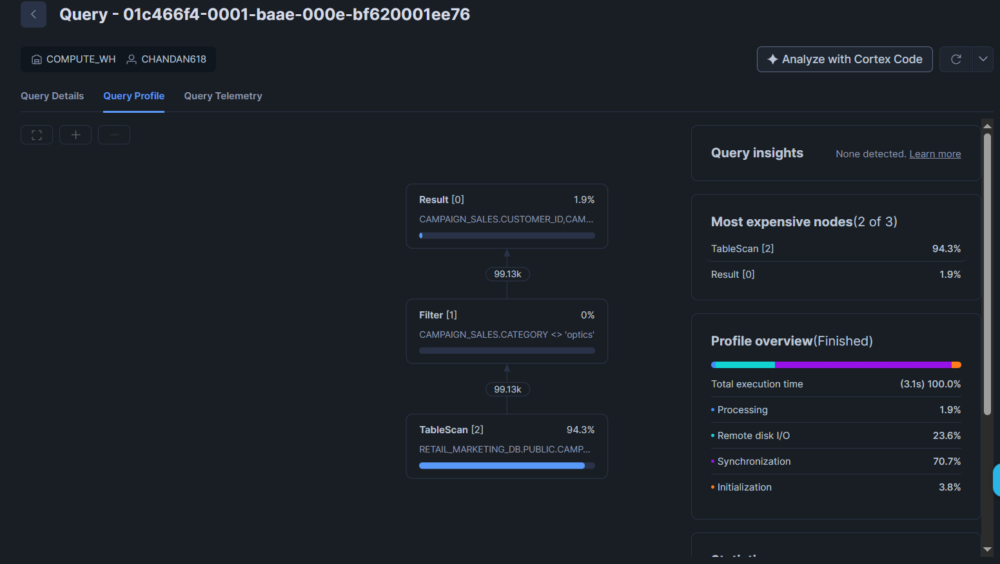 Query - 01c466f4-0001-baae-000e-bf620001ee76
COMPUTE_WH CHANDAN618
Analyze with Cortex Code
Query Details Query Profile Query Telemetry
Query insights None detected. Learn more
Result [0] 1.9%
CAMPAIGN_SALES.CUSTOMER_ID,CAM...
99.13k
Filter [1] 0%
CAMPAIGN_SALES.CATEGORY <> 'optics'
99.13k
TableScan [2] 94.3%
RETAIL_MARKETING_DB.PUBLIC.CAMP...
Most expensive nodes(2 of 3)
TableScan [2] 94.3%
Result [0] 1.9%
Profile overview(Finished)
Total execution time (3.1s) 100.0%
Processing 1.9%
Remote disk I/O 23.6%
Synchronization 70.7%
Initialization 3.8%